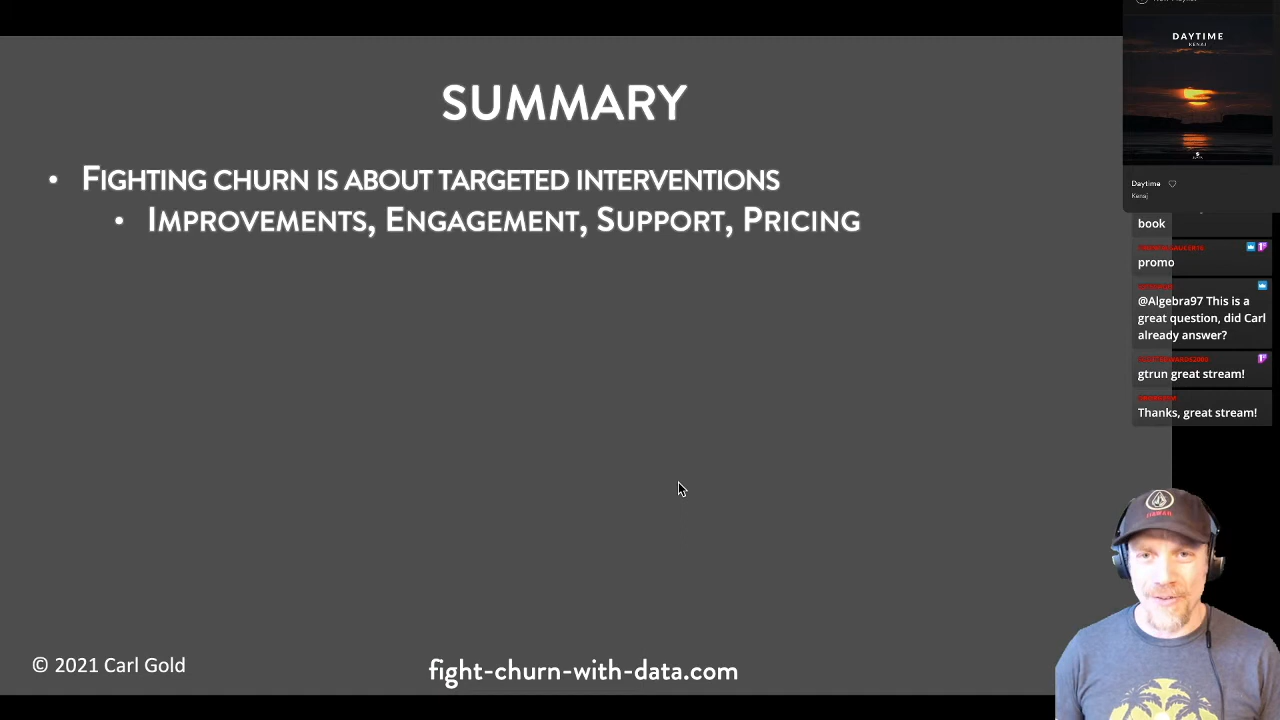 SUMMARY
• FIGHTING CHURN IS ABOUT TARGETED INTERVENTIONS
• IMPROVEMENTS, ENGAGEMENT, SUPPORT, PRICING
© 2021 Carl Gold
fight-churn-with-data.com
DAYTIME
KENAJ
Daytime
Kenaj
book
promo
@Algebra97 This is a
great question, did Carl
already answer?
gtrun great stream!
Thanks, great stream!